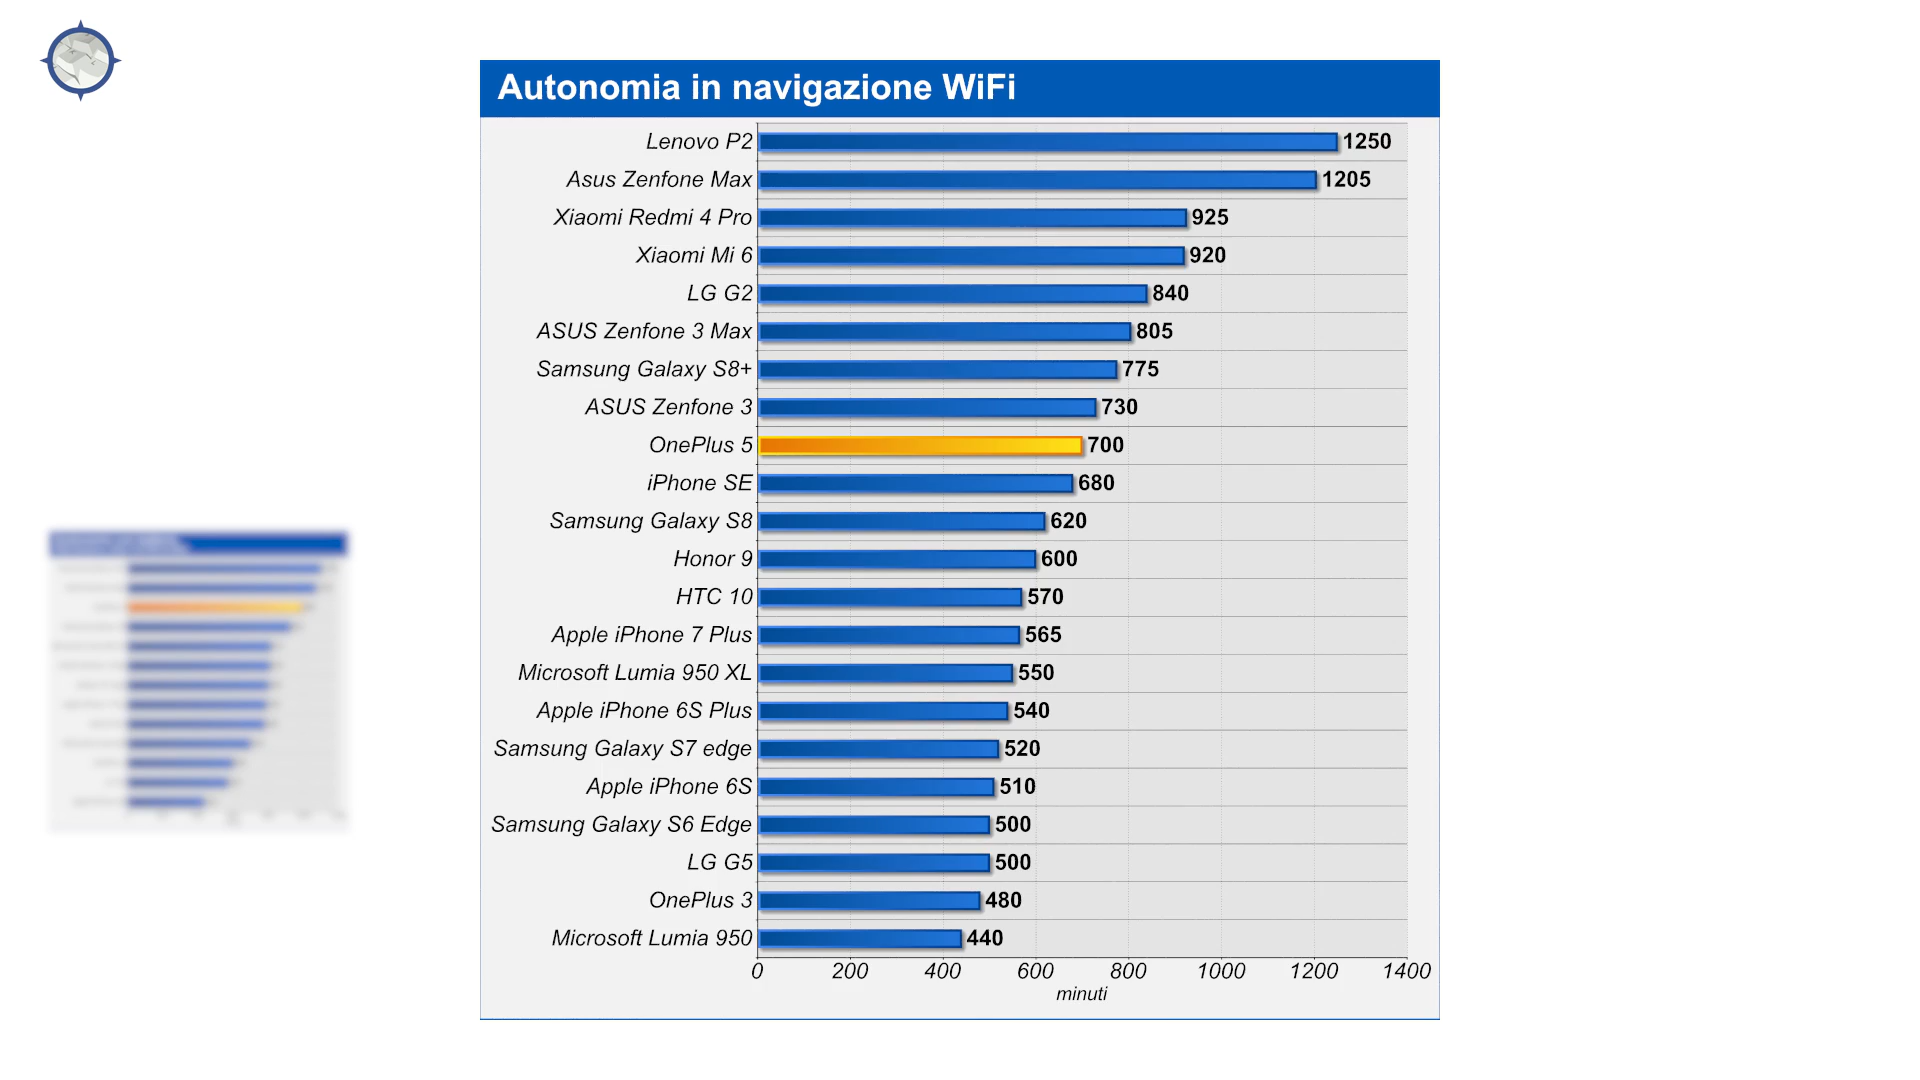 Autonomia in navigazione WiFi
Lenovo P2 1250
Asus Zenfone Max 1205
Xiaomi Redmi 4 Pro 925
Xiaomi Mi 6 920
LG G2 840
ASUS Zenfone 3 Max 805
Samsung Galaxy S8+ 775
ASUS Zenfone 3 730
OnePlus 5 700
iPhone SE 680
Samsung Galaxy S8 620
Honor 9 600
HTC 10 570
Apple iPhone 7 Plus 565
Microsoft Lumia 950 XL 550
Apple iPhone 6S Plus 540
Samsung Galaxy S7 edge 520
Apple iPhone 6S 510
Samsung Galaxy S6 Edge 500
LG G5 500
OnePlus 3 480
Microsoft Lumia 950 440
0 200 400 600 800 1000 1200 1400
minuti